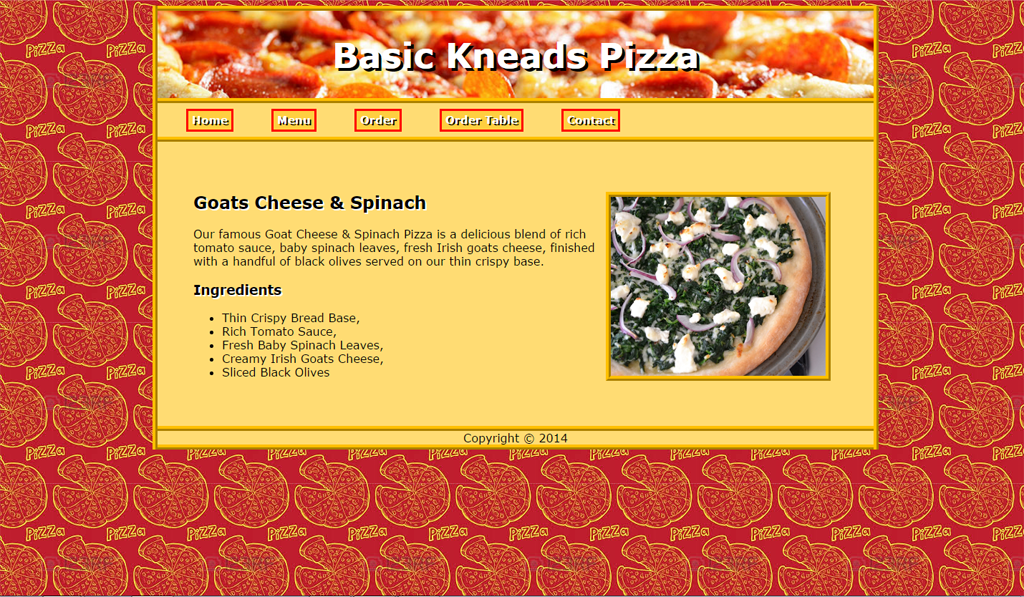 Basic Kneads Pizza
Home Menu Order Order Table Contact
Goats Cheese & Spinach
Our famous Goat Cheese & Spinach Pizza is a delicious blend of rich
tomato sauce, baby spinach leaves, fresh Irish goats cheese, finished
with a handful of black olives served on our thin crispy base.
Ingredients
Thin Crispy Bread Base,
Rich Tomato Sauce,
Fresh Baby Spinach Leaves,
Creamy Irish Goats Cheese,
Sliced Black Olives
Copyright © 2014
PIZZa